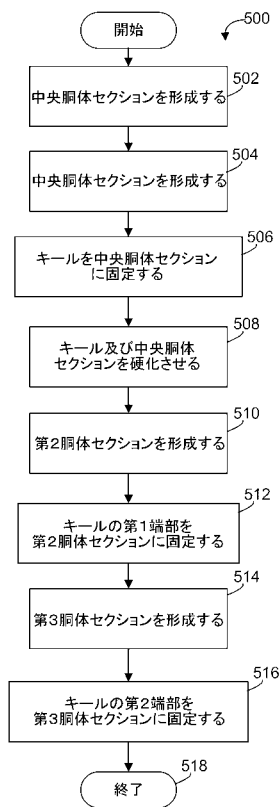 開始
500
502
中央胴体セクションを形成する
504
中央胴体セクションを形成する
506
キールを中央胴体セクション
に固定する
508
キール及び中央胴体
セクションを硬化させる
510
第2胴体セクションを形成する
512
キールの第1端部を
第2胴体セクションに固定する
514
第3胴体セクションを形成する
516
キールの第2端部を
第3胴体セクションに固定する
518
終了